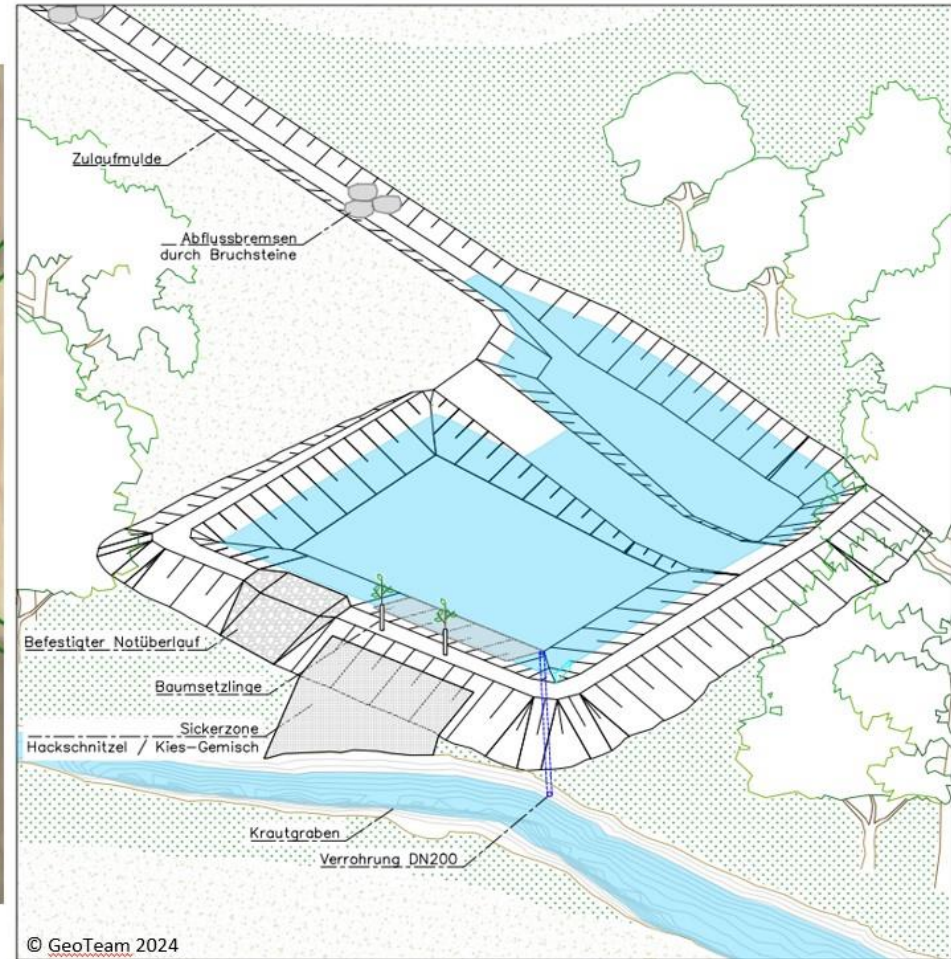 Zulaufmulde
Abflussbremsen
durch Bruchsteine
Befestigter Notüberlauf
Baumsetzlinge
Sickerzone
Hackschnitzel / Kies-Gemisch
Krautgraben
Verrohrung DN200
© GeoTeam 2024